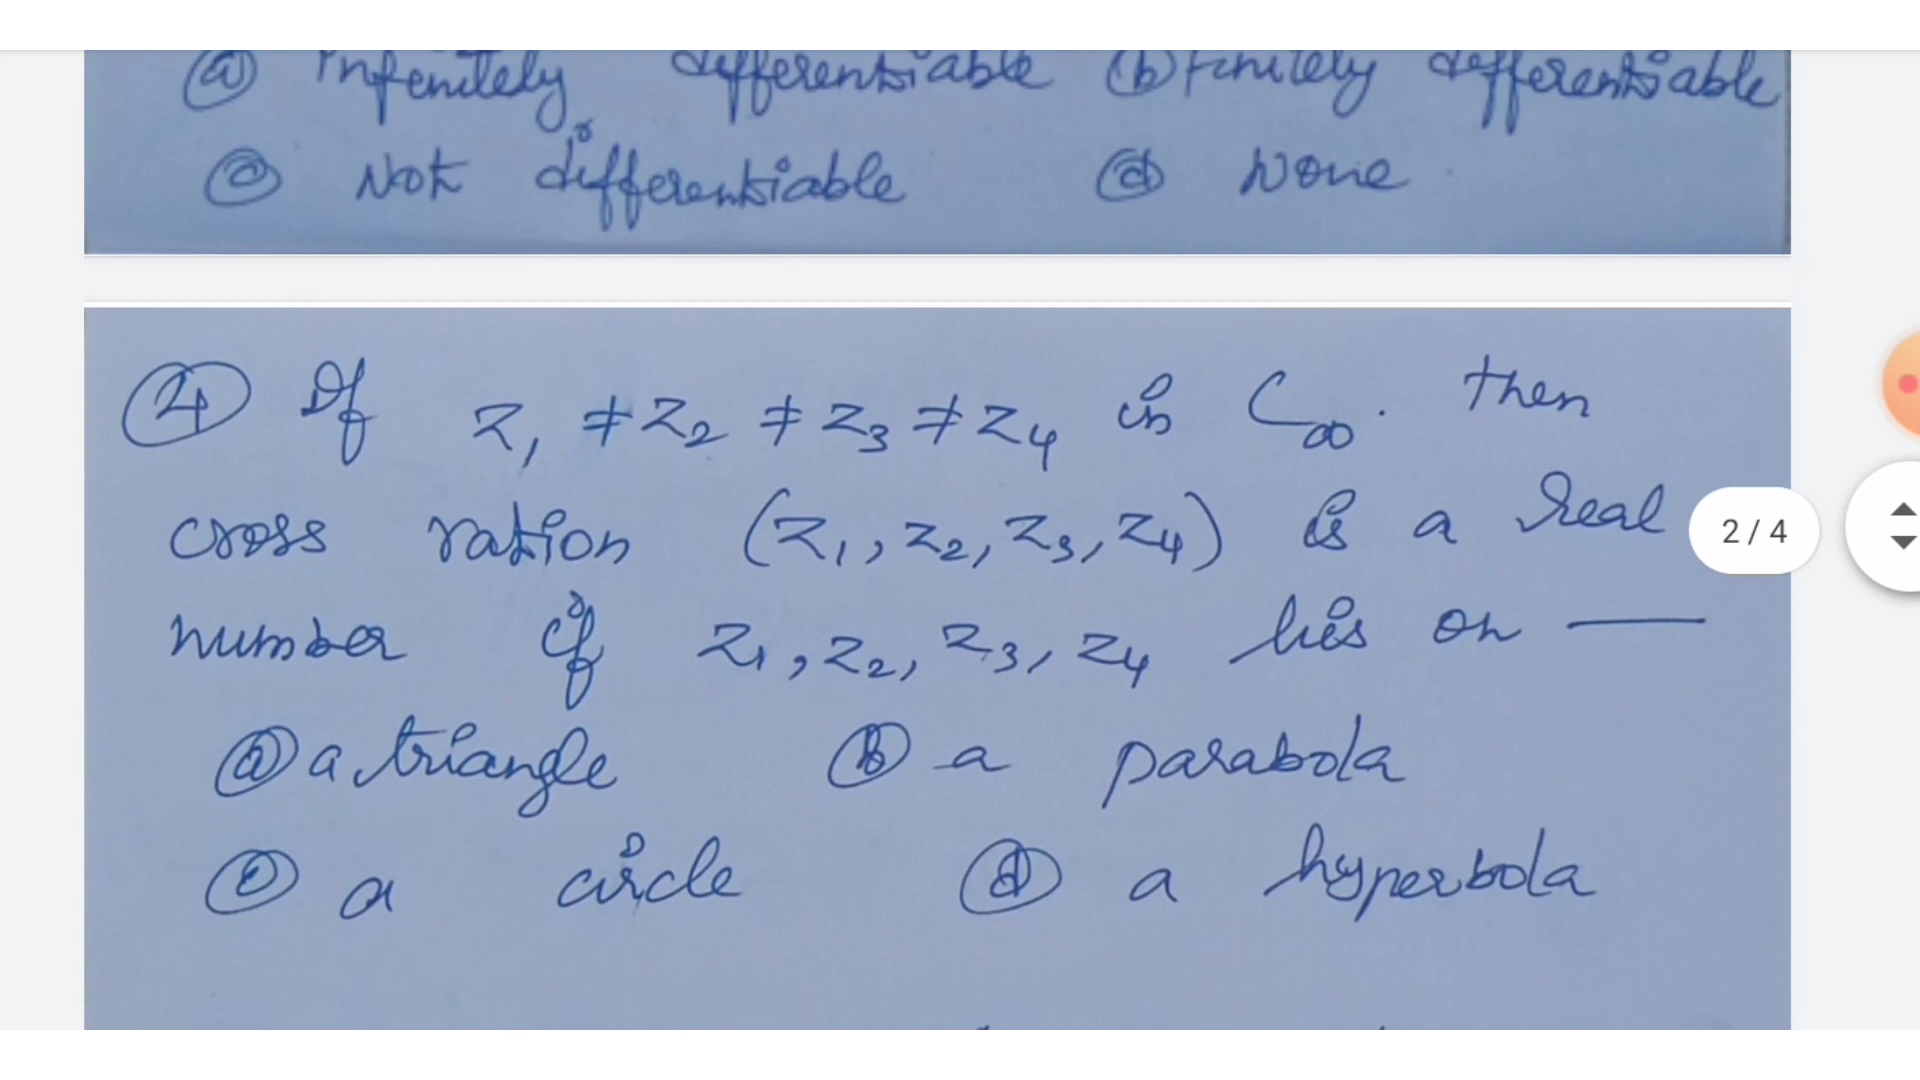 (a) Infenitely differentiable (b) Finitely differentiable
(c) Not differentiable (d) None
(4) If z₁ ≠ z₂ ≠ z₃ ≠ z₄ in C∞. then
cross ration (z₁, z₂, z₃, z₄) is a real
number if z₁, z₂, z₃, z₄ lies on ——
(a) a triangle (b) a parabola
(c) a circle (d) a hyperbola
2 / 4